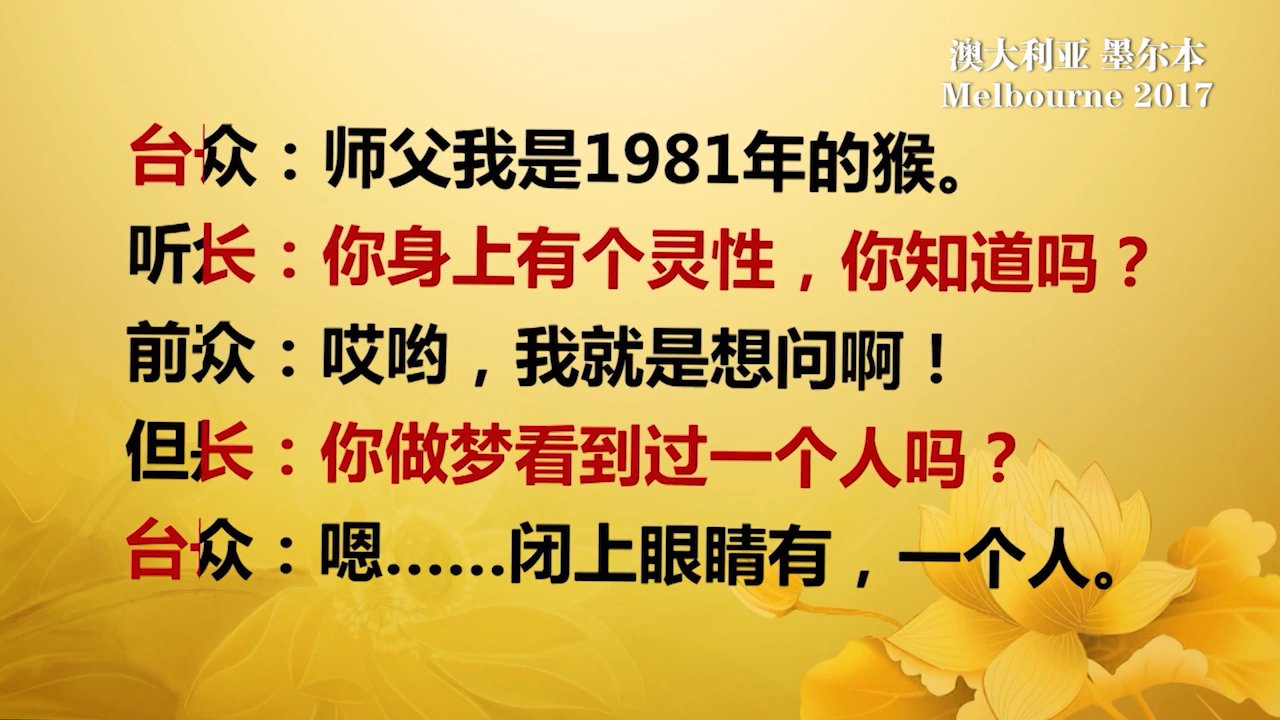 澳大利亚 墨尔本
Melbourne 2017
台众：师父我是1981年的猴。
听长：你身上有个灵性，你知道吗？
前众：哎哟，我就是想问啊！
但长：你做梦看到过一个人吗？
台众：嗯……闭上眼睛有，一个人。